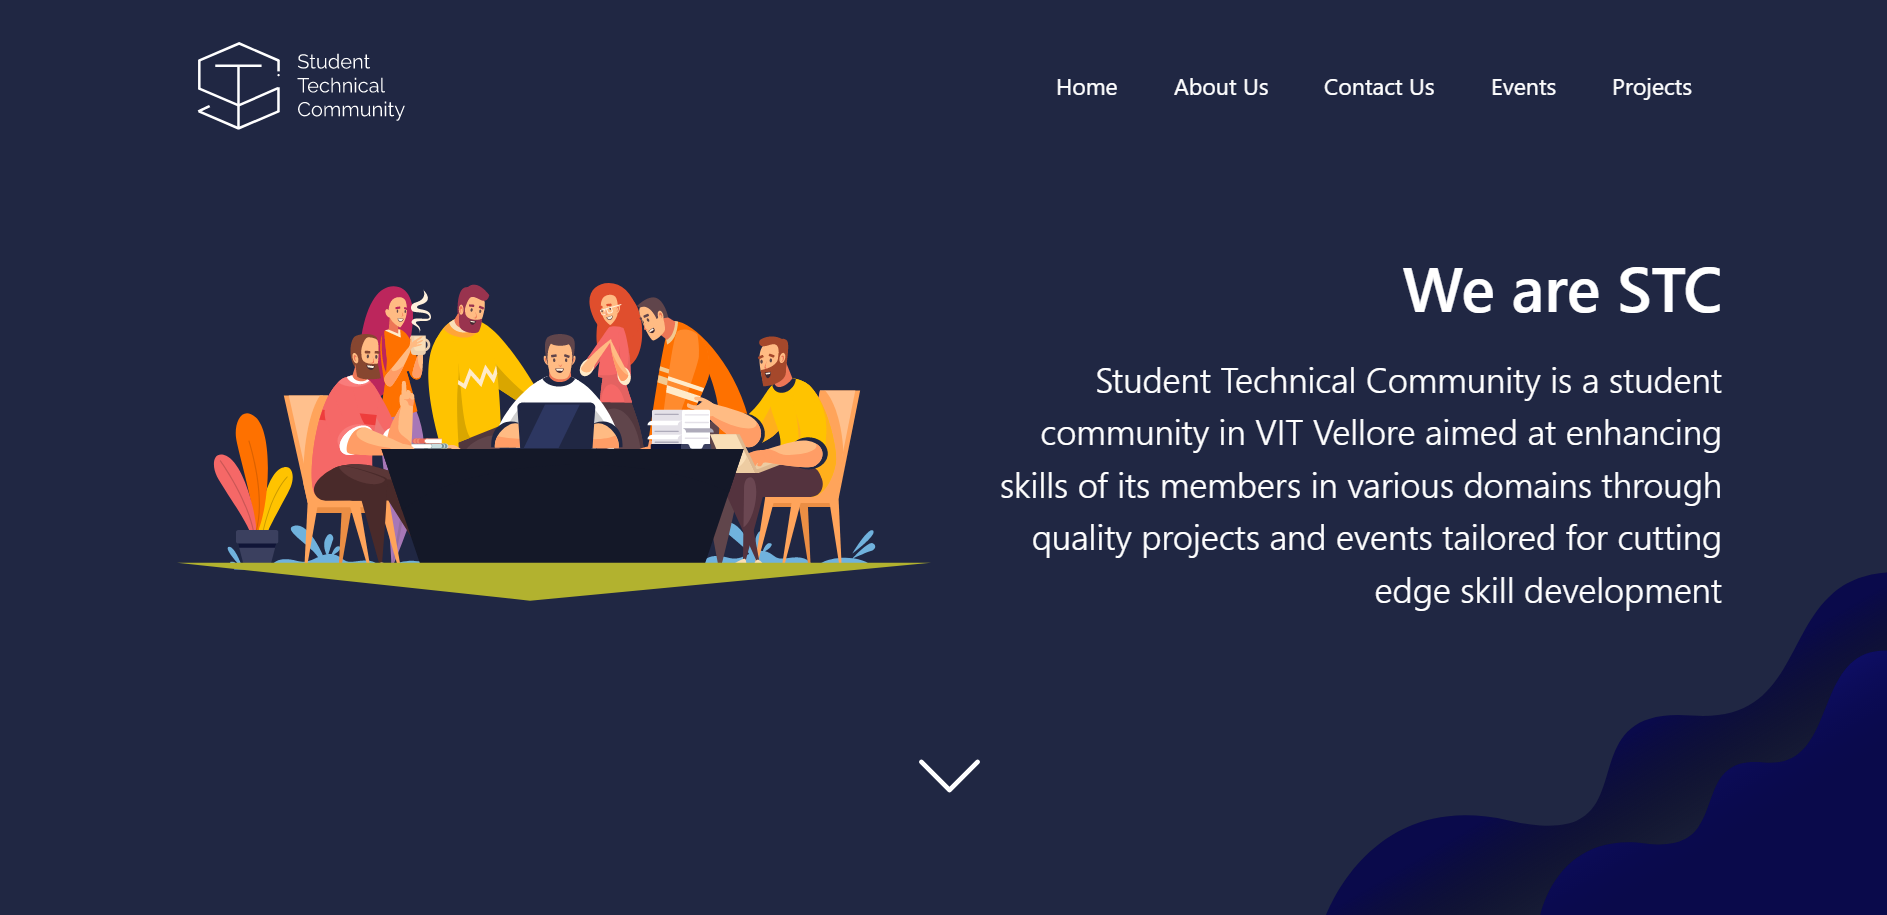 Student
Technical
Community
Home About Us Contact Us Events Projects
We are STC
Student Technical Community is a student
community in VIT Vellore aimed at enhancing
skills of its members in various domains through
quality projects and events tailored for cutting
edge skill development